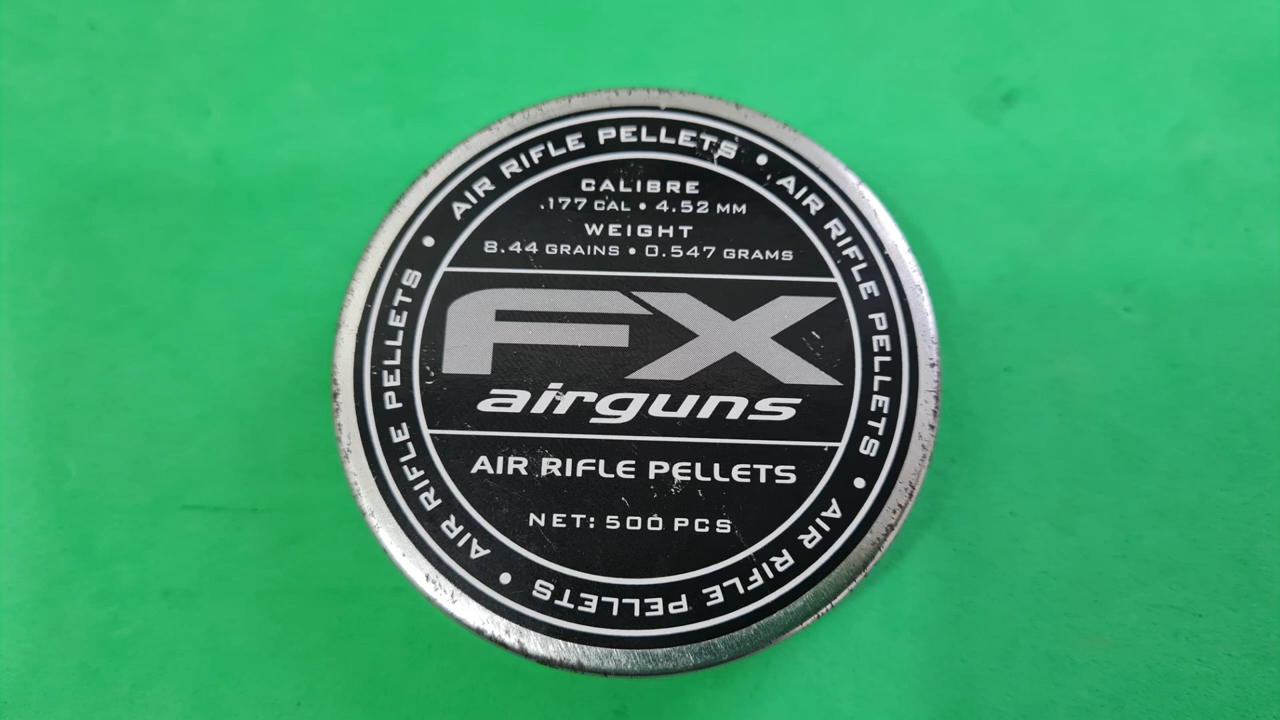 AIR RIFLE PELLETS • AIR RIFLE PELLETS • AIR RIFLE PELLETS • AIR RIFLE PELLETS •
CALIBRE
.177 CAL • 4.52 MM
WEIGHT
8.44 GRAINS • 0.547 GRAMS
FX
airguns
AIR RIFLE PELLETS
NET: 500 PCS